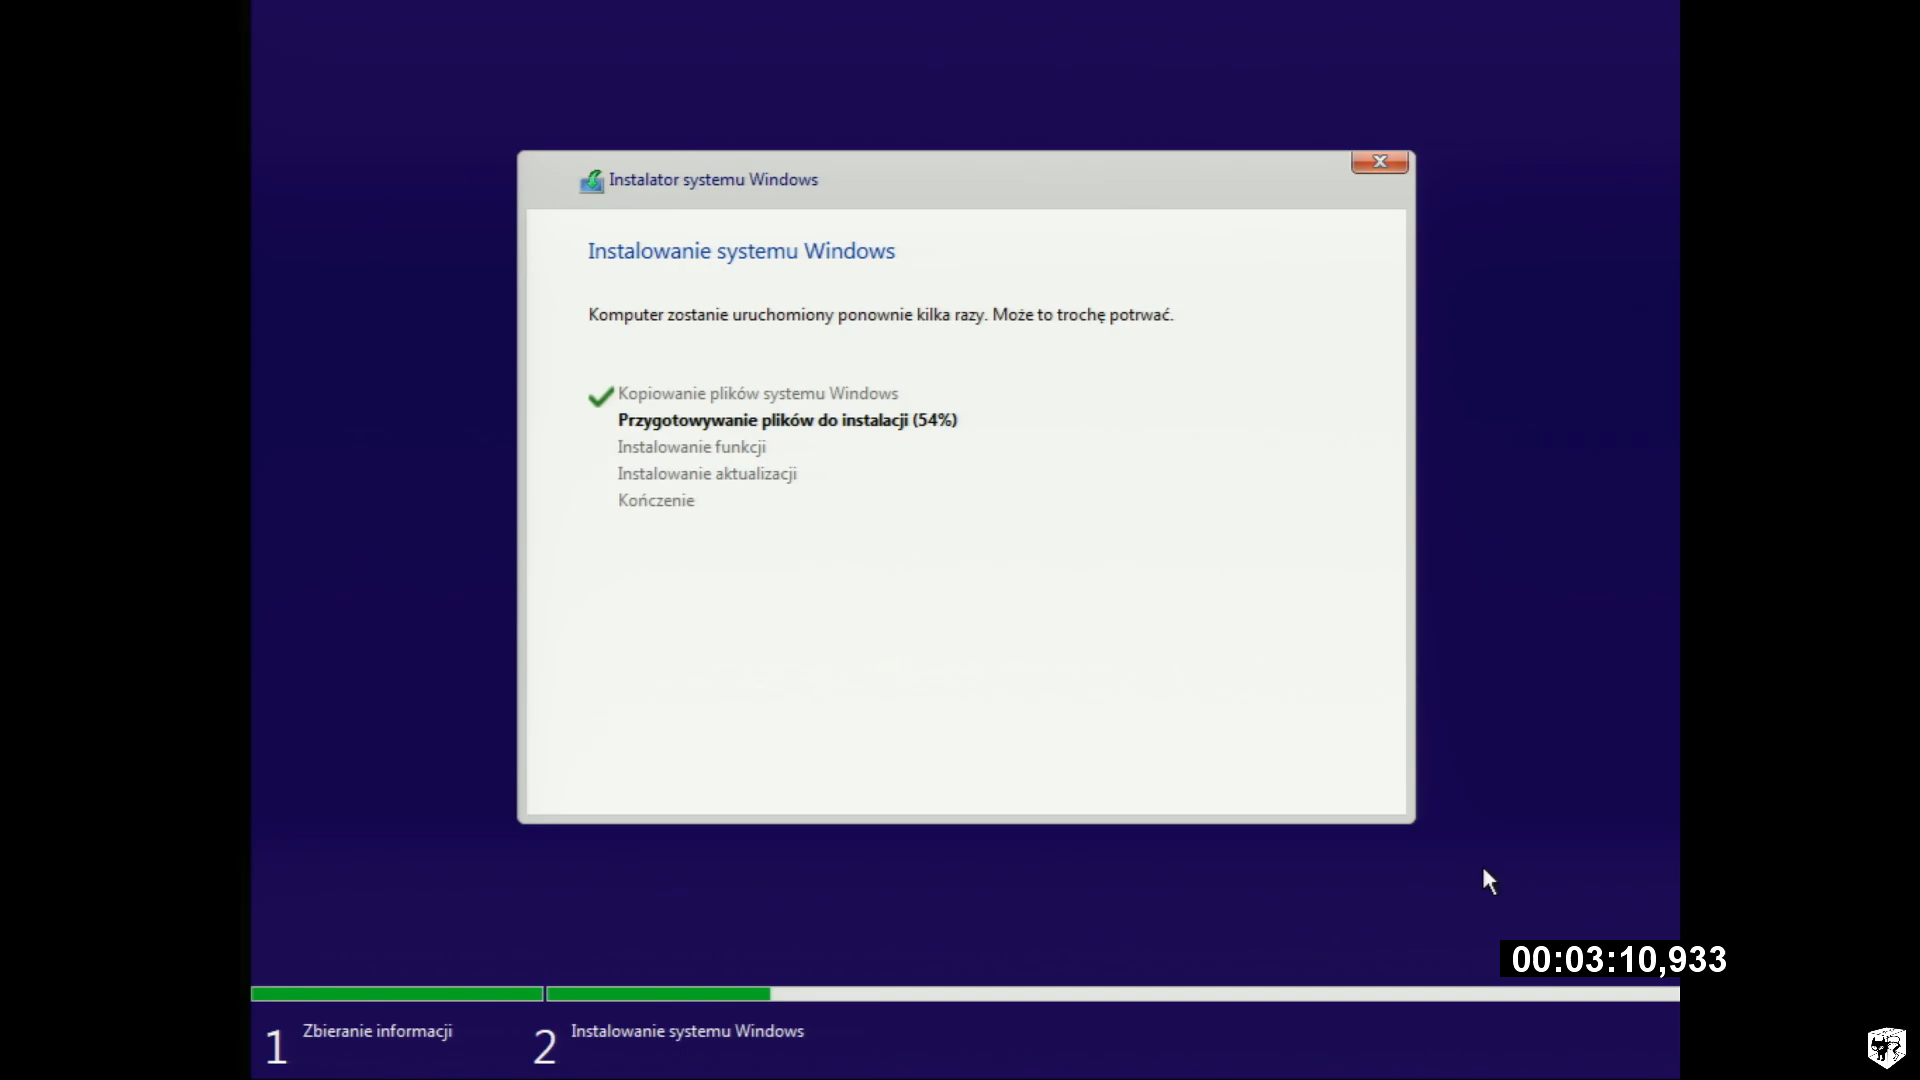 Instalator systemu Windows
Instalowanie systemu Windows
Komputer zostanie uruchomiony ponownie kilka razy. Może to trochę potrwać.
Kopiowanie plików systemu Windows
Przygotowywanie plików do instalacji (54%)
Instalowanie funkcji
Instalowanie aktualizacji
Kończenie
00:03:10,933
1 Zbieranie informacji
2 Instalowanie systemu Windows